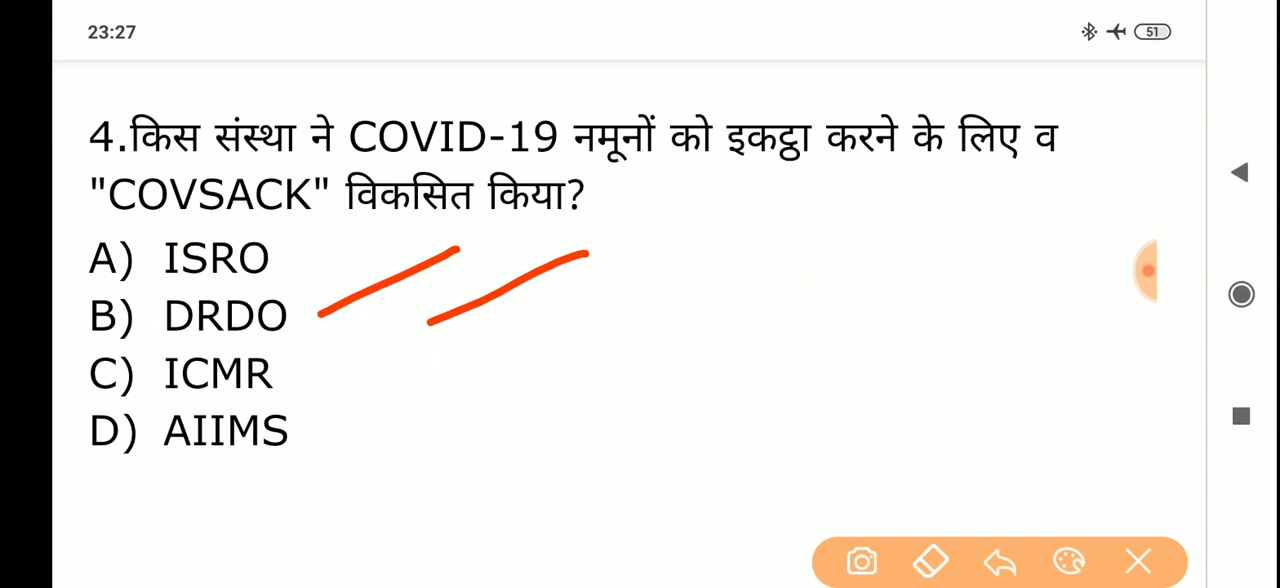 23:27
51
4.किस संस्था ने COVID-19 नमूनों को इकट्ठा करने के लिए व
"COVSACK" विकसित किया?
A) ISRO
B) DRDO
C) ICMR
D) AIIMS